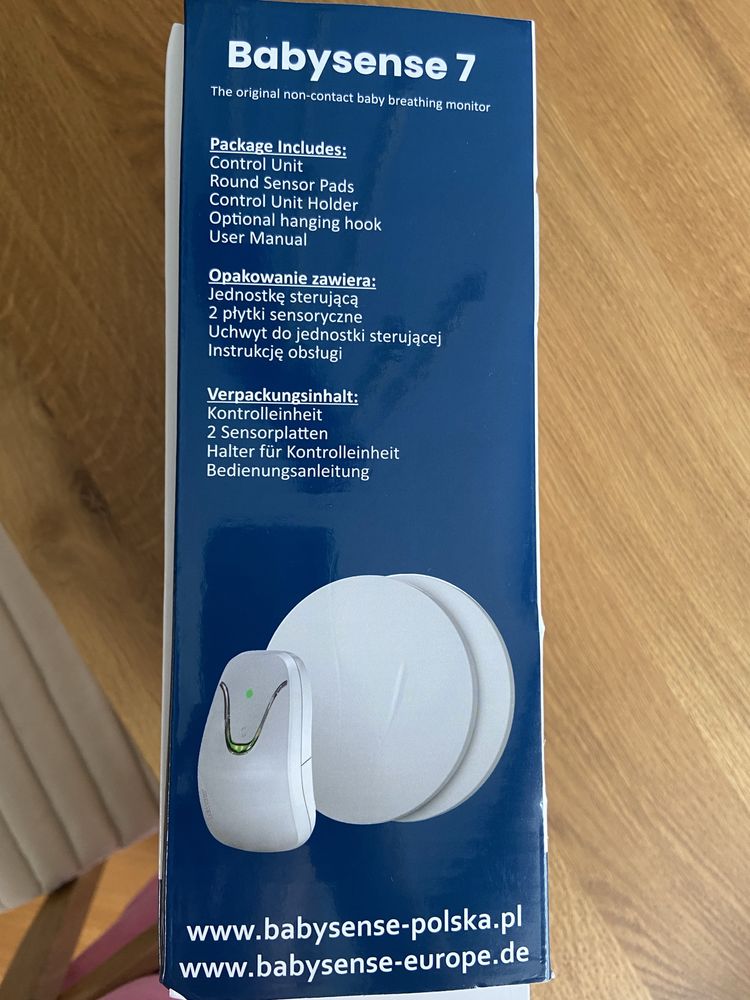 Babysense 7
The original non-contact baby breathing monitor
Package Includes:
Control Unit
Round Sensor Pads
Control Unit Holder
Optional hanging hook
User Manual
Opakowanie zawiera:
Jednostkę sterującą
2 płytki sensoryczne
Uchwyt do jednostki sterującej
Instrukcję obsługi
Verpackungsinhalt:
Kontrolleinheit
2 Sensorplatten
Halter für Kontrolleinheit
Bedienungsanleitung
www.babysense-polska.pl
www.babysense-europe.de